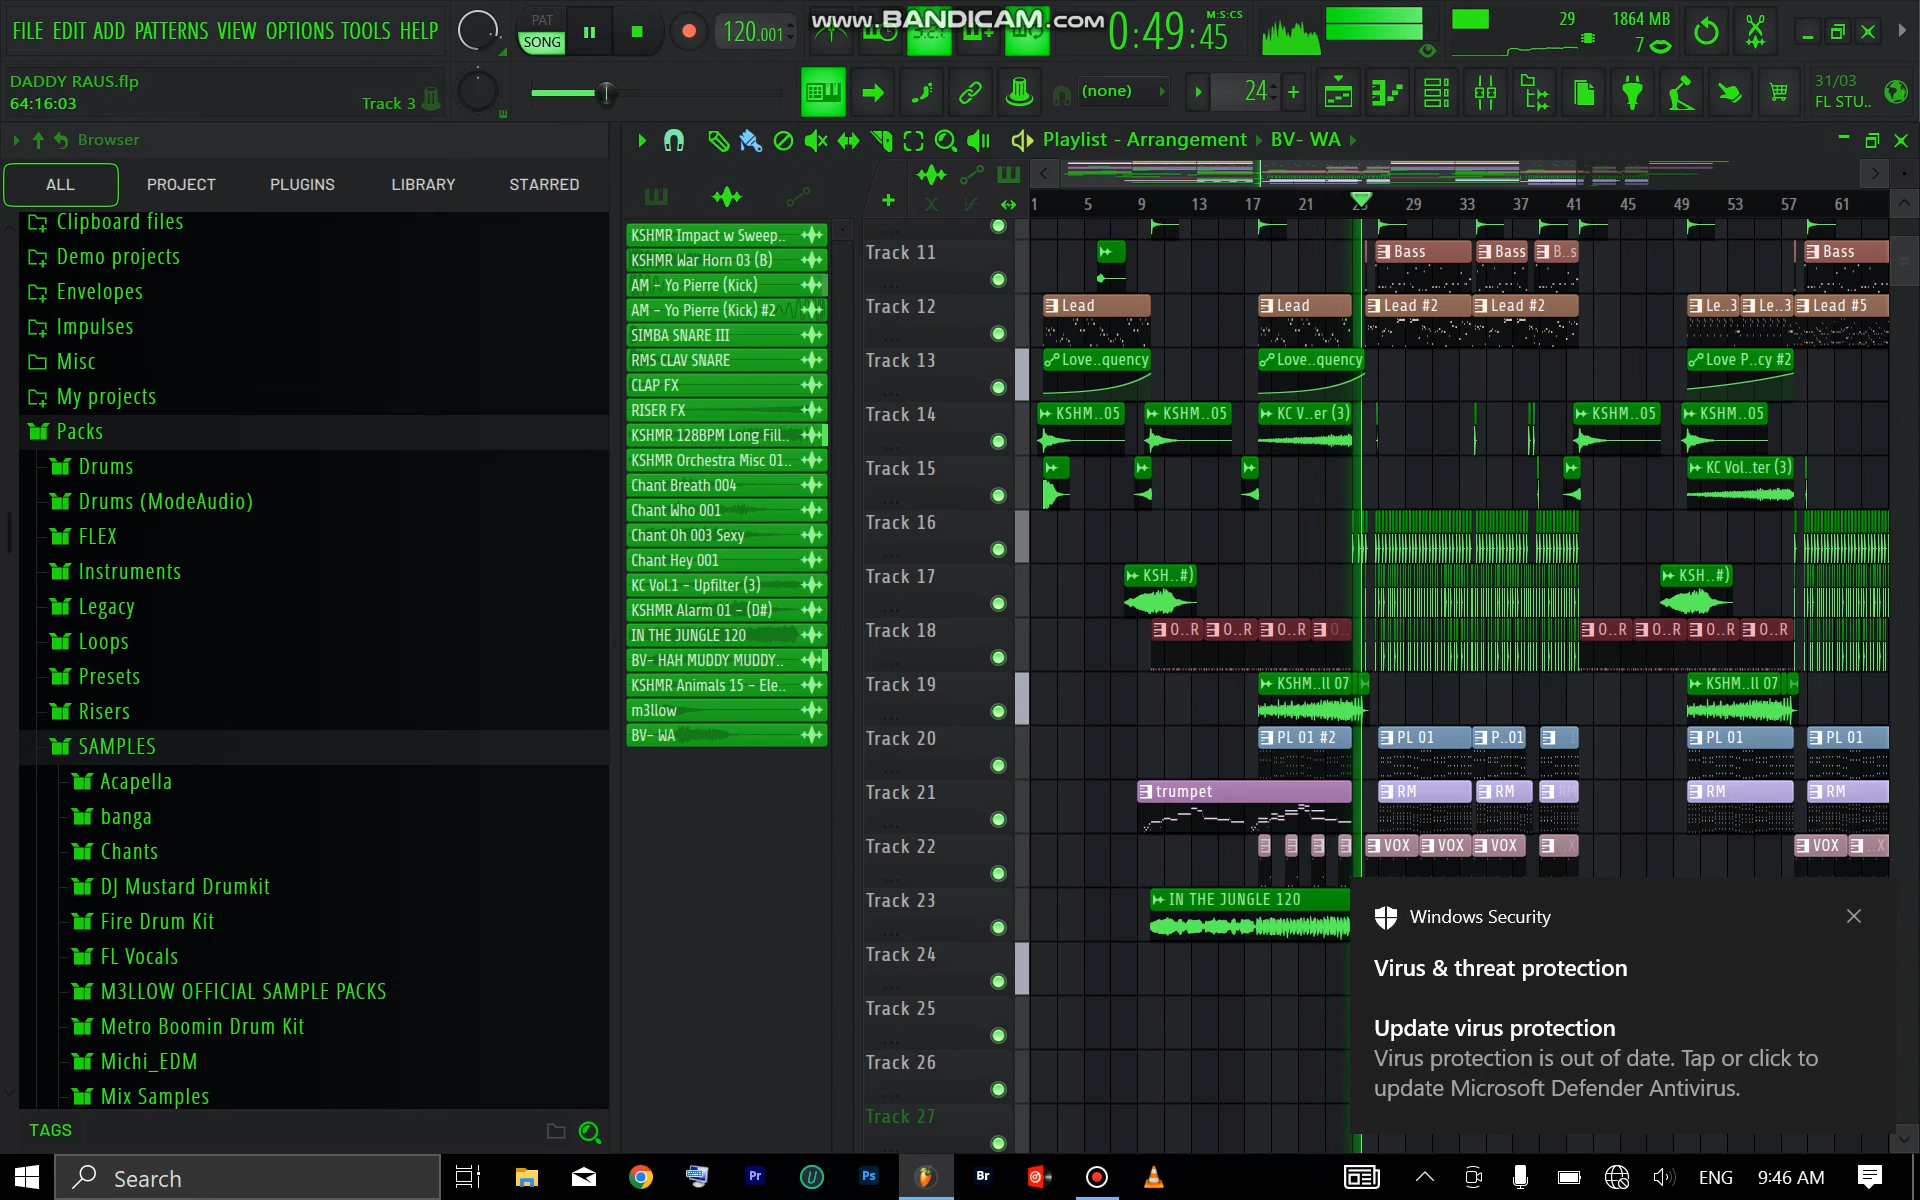 FILE EDIT ADD PATTERNS VIEW OPTIONS TOOLS HELP
PAT
SONG
120.001
www.BANDICAM.com
0:49:45
M:S:CS
29
1864 MB
7
DADDY RAUS.flp
64:16:03
Track 3
(none)
24
31/03
FL STU..
Browser
Playlist - Arrangement
BV- WA
ALL
PROJECT
PLUGINS
LIBRARY
STARRED
Clipboard files
Demo projects
Envelopes
Impulses
Misc
My projects
Packs
Drums
Drums (ModeAudio)
FLEX
Instruments
Legacy
Loops
Presets
Risers
SAMPLES
Acapella
banga
Chants
DJ Mustard Drumkit
Fire Drum Kit
FL Vocals
M3LLOW OFFICIAL SAMPLE PACKS
Metro Boomin Drum Kit
Michi_EDM
Mix Samples
TAGS
KSHMR Impact w Sweep..
KSHMR War Horn 03 (B)
AM - Yo Pierre (Kick)
AM - Yo Pierre (Kick) #2
SIMBA SNARE III
RMS CLAV SNARE
CLAP FX
RISER FX
KSHMR 128BPM Long Fill..
KSHMR Orchestra Misc 01..
Chant Breath 004
Chant Who 001
Chant Oh 003 Sexy
Chant Hey 001
KC Vol.1 - Upfilter (3)
KSHMR Alarm 01 - (D#)
IN THE JUNGLE 120
BV- HAH MUDDY MUDDY..
KSHMR Animals 15 - Ele..
m3llow
BV- WA
1 5 9 13 17 21 25 29 33 37 41 45 49 53 57 61
Track 11
Bass Bass B..s Bass
Track 12
Lead Lead Lead #2 Lead #2 Le..3 Le..3 Lead #5
Track 13
Love..quency Love..quency Love P..cy #2
Track 14
KSHM..05 KSHM..05 KC V..er (3) KSHM..05 KSHM..05
Track 15
KC Vol..ter (3)
Track 16
Track 17
KSH..#) KSH..#)
Track 18
O..R O..R O..R O.. O..R O..R O..R O..R
Track 19
KSHM..ll 07 KSHM..ll 07
Track 20
PL 01 #2 PL 01 P..01 PL 01 PL 01
Track 21
trumpet RM RM RM RM RM
Track 22
VOX VOX VOX ..X VOX ..X
Track 23
IN THE JUNGLE 120
Track 24
Track 25
Track 26
Track 27
Windows Security
Virus & threat protection
Update virus protection
Virus protection is out of date. Tap or click to
update Microsoft Defender Antivirus.
Search
Pr
U
Ps
Br
ENG
9:46 AM